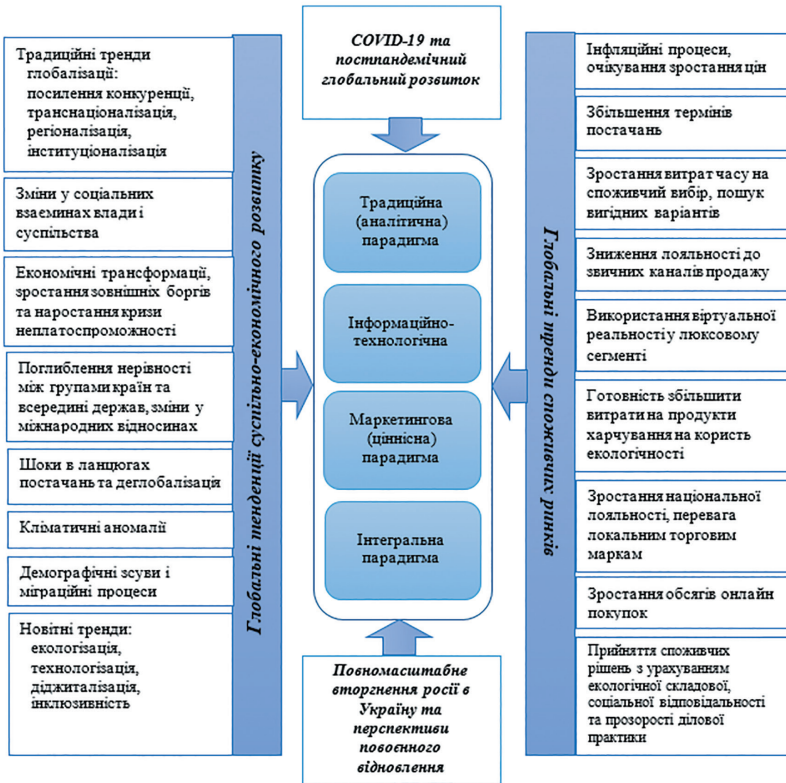 COVID-19 та
постпандемічний
глобальний розвиток
Традиційні тренди
глобалізації:
посилення конкуренції,
транснаціоналізація,
регіоналізація,
інституціоналізація
Зміни у соціальних
взаеминах влади і
суспільства
Економічні трансформації,
зростання зовнішніх боргів
та наростання кризи
неплатоспроможності
Поглиблення нерівності
між групами країн та
всередині держав, зміни у
міжнародних відносинах
Шоки в ланцюгах
постачань та деглобалізація
Кліматичні аномалії
Демографічні зсуви і
міграційні процеси
Новітні тренди:
екологізація,
технологізація,
діджиталізація,
інклюзивність
Глобальні тенденції суспільно-економічного розвитку
Традиційна
(аналітична)
парадигма
Інформаційно-
технологічна
Маркетингова
(ціннісна)
парадигма
Інтегральна
парадигма
Повномасштабне
вторгнення росії в
Україну та
перспективи
повоєнного
відновлення
Глобальні тренди споживчих ринків
Інфляційні процеси,
очікування зростання цін
Збільшення термінів
постачань
Зростання витрат часу на
споживчий вибір, пошук
вигідних варіантів
Зниження лояльності до
звичних каналів продажу
Використання віртуальної
реальності у люксовому
сегменті
Готовність збільшити
витрати на продукти
харчування на користь
екологічності
Зростання національної
лояльності, перевага
локальним торговим
маркам
Зростання обсягів онлайн
покупок
Прийняття споживчих
рішень з урахуванням
екологічної складової,
соціальної відповідальності
та прозорості ділової
практики